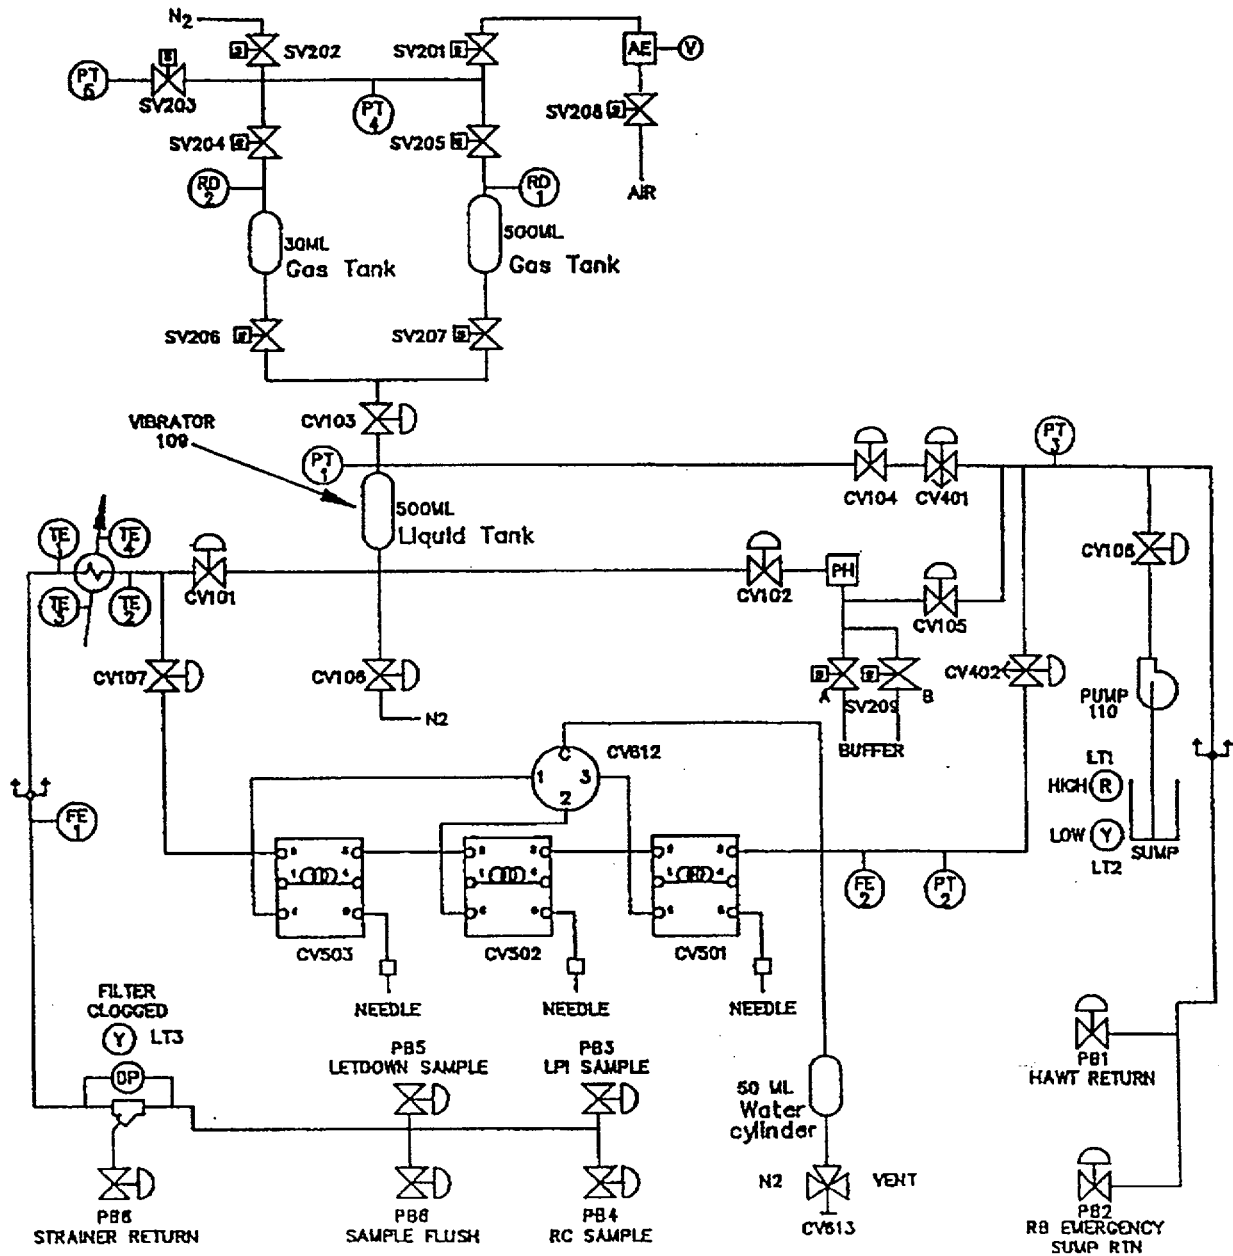 N2
SV202
SV201
AE
V
PT
5
SV203
PT
4
SV208
SV204
SV205
AIR
RD
2
RD
1
30ML
Gas Tank
500ML
Gas Tank
SV206
SV207
CV103
VIBRATOR
109
PT
1
PT
3
CV104
CV401
500ML
Liquid Tank
TE
1
TE
4
TE
3
TE
2
CV101
CV102
PH
CV105
CV108
CV107
CV106
N2
A
SV209
B
BUFFER
CV402
PUMP
110
C
1
3
2
CV612
LT1
HIGH
R
LOW
Y
LT2
SUMP
FE
1
CV503
CV502
CV501
FE
2
PT
2
NEEDLE
NEEDLE
NEEDLE
FILTER
CLOGGED
Y
LT3
DP
PB5
LETDOWN SAMPLE
PB3
LPI SAMPLE
50 ML
Water
cylinder
PB1
HAWT RETURN
N2
VENT
CV613
PB6
STRAINER RETURN
PB6
SAMPLE FLUSH
PB4
RC SAMPLE
PB2
RB EMERGENCY
SUMP RTN